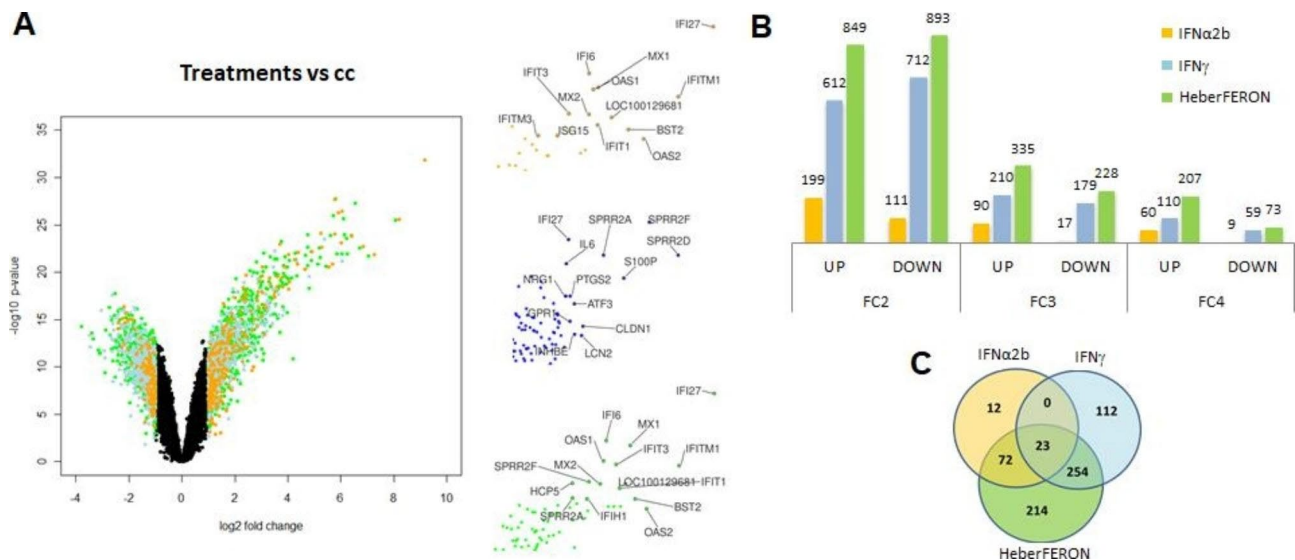 A
Treatments vs cc
-log10 p-value
35
30
25
20
15
10
5
0
-4 -2 0 2 4 6 8 10
log2 fold change
IFI27
IFI6
MX1
IFIT3
OAS1
IFITM1
MX2
LOC100129681
IFITM3
ISG15
BST2
IFIT1
OAS2
IFI27
SPRR2A
SPRR2F
IL6
SPRR2D
S100P
NRG1
PTGS2
ATF3
GPR1
CLDN1
INHBE
LCN2
IFI27
IFI6
MX1
OAS1
IFIT3
IFITM1
SPRR2F
MX2
LOC100129681
IFIT1
HCP5
SPRR2A
IFIH1
BST2
OAS2
B
IFNα2b
IFNγ
HeberFERON
199 612 849 111 712 893 90 210 335 17 179 228 60 110 207 9 59 73
UP DOWN UP DOWN UP DOWN
FC2 FC3 FC4
C
IFNα2b IFNγ
12 0 112
72 23 254
214
HeberFERON